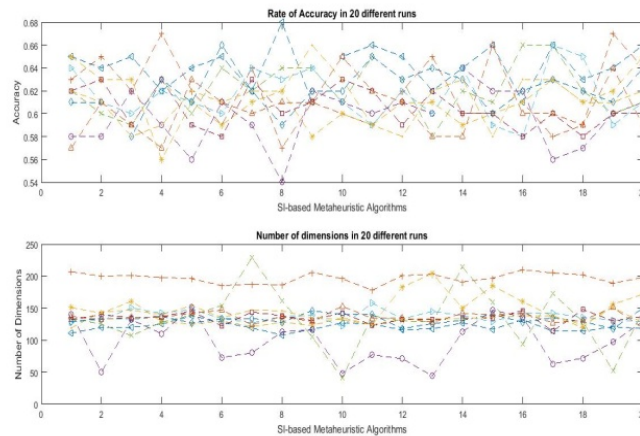 Rate of Accuracy in 20 different runs
0.68
0.66
0.64
0.62
0.6
0.58
0.56
0.54
Accuracy
0 2 4 6 8 10 12 14 16 18 2
SI-based Metaheuristic Algorithms
Number of dimensions in 20 different runs
250
200
150
100
50
0
Number of Dimensions
0 2 4 6 8 10 12 14 16 18 2
SI-based Metaheuristic Algorithms